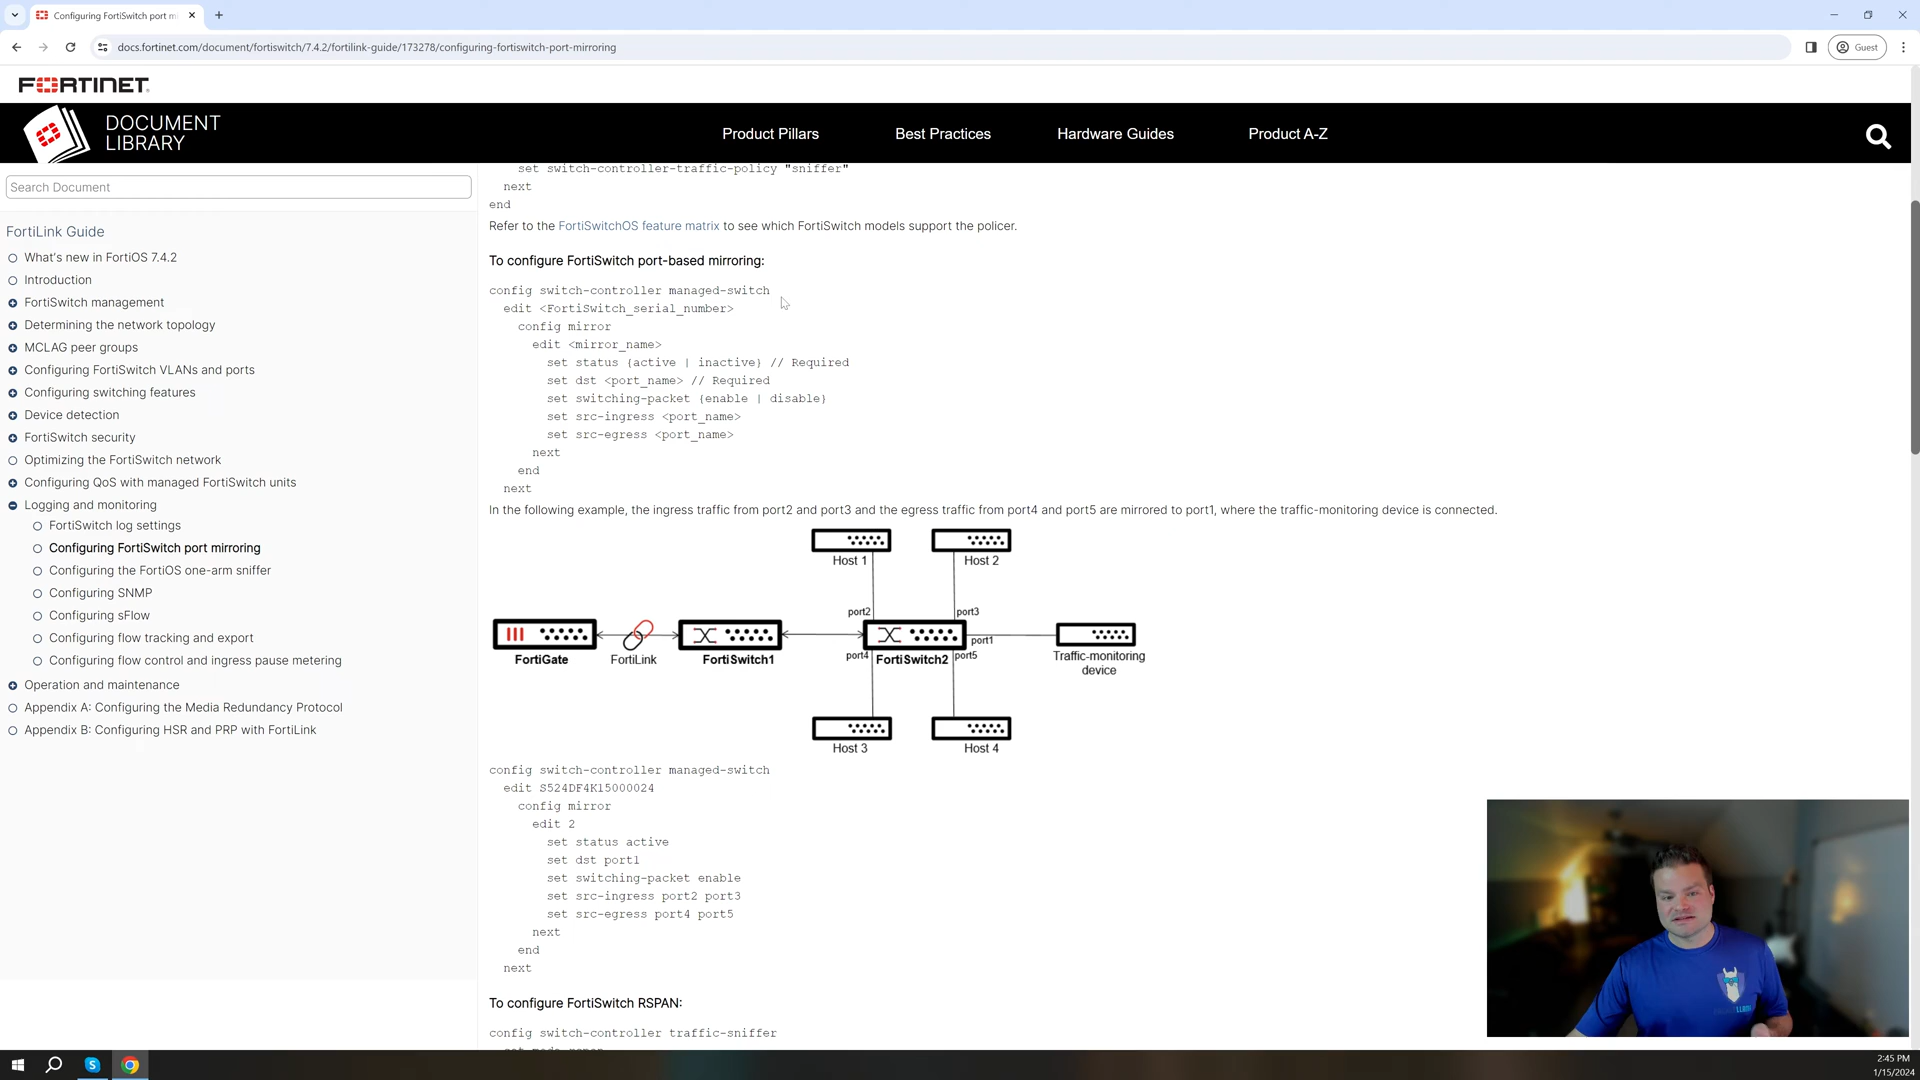 Configuring FortiSwitch port mi
docs.fortinet.com/document/fortiswitch/7.4.2/fortilink-guide/173278/configuring-fortiswitch-port-mirroring
Guest
FORTINET
DOCUMENT
LIBRARY
Product Pillars
Best Practices
Hardware Guides
Product A-Z
Search Document
FortiLink Guide
What's new in FortiOS 7.4.2
Introduction
FortiSwitch management
Determining the network topology
MCLAG peer groups
Configuring FortiSwitch VLANs and ports
Configuring switching features
Device detection
FortiSwitch security
Optimizing the FortiSwitch network
Configuring QoS with managed FortiSwitch units
Logging and monitoring
FortiSwitch log settings
Configuring FortiSwitch port mirroring
Configuring the FortiOS one-arm sniffer
Configuring SNMP
Configuring sFlow
Configuring flow tracking and export
Configuring flow control and ingress pause metering
Operation and maintenance
Appendix A: Configuring the Media Redundancy Protocol
Appendix B: Configuring HSR and PRP with FortiLink
set switch-controller-traffic-policy "sniffer"
next
end
Refer to the FortiSwitchOS feature matrix to see which FortiSwitch models support the policer.
To configure FortiSwitch port-based mirroring:
config switch-controller managed-switch
edit <FortiSwitch_serial_number>
config mirror
edit <mirror_name>
set status {active | inactive} // Required
set dst <port_name> // Required
set switching-packet {enable | disable}
set src-ingress <port_name>
set src-egress <port_name>
next
end
next
In the following example, the ingress traffic from port2 and port3 and the egress traffic from port4 and port5 are mirrored to port1, where the traffic-monitoring device is connected.
Host 1
Host 2
port2
port3
port1
FortiGate
FortiLink
FortiSwitch1
port4
FortiSwitch2
port5
Traffic-monitoring
device
Host 3
Host 4
config switch-controller managed-switch
edit S524DF4K15000024
config mirror
edit 2
set status active
set dst port1
set switching-packet enable
set src-ingress port2 port3
set src-egress port4 port5
next
end
next
To configure FortiSwitch RSPAN:
config switch-controller traffic-sniffer
2:45 PM
1/15/2024